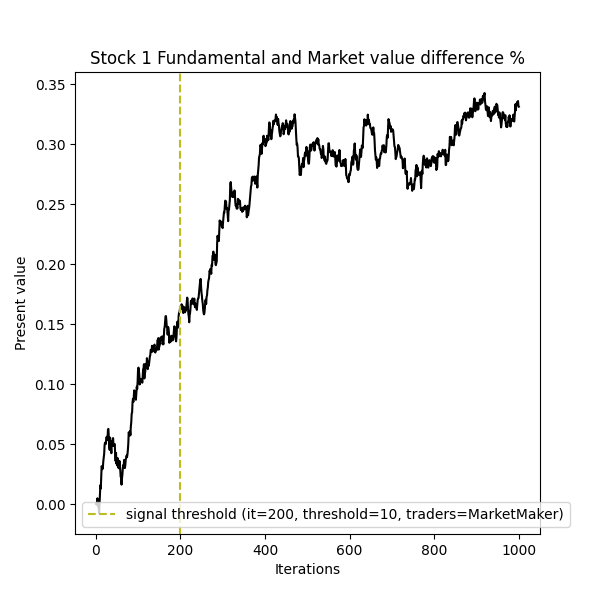 Stock 1 Fundamental and Market value difference %
0.35
0.30
0.25
0.20
0.15
0.10
0.05
0.00
Present value
signal threshold (it=200, threshold=10, traders=MarketMaker)
0 200 400 600 800 1000
Iterations